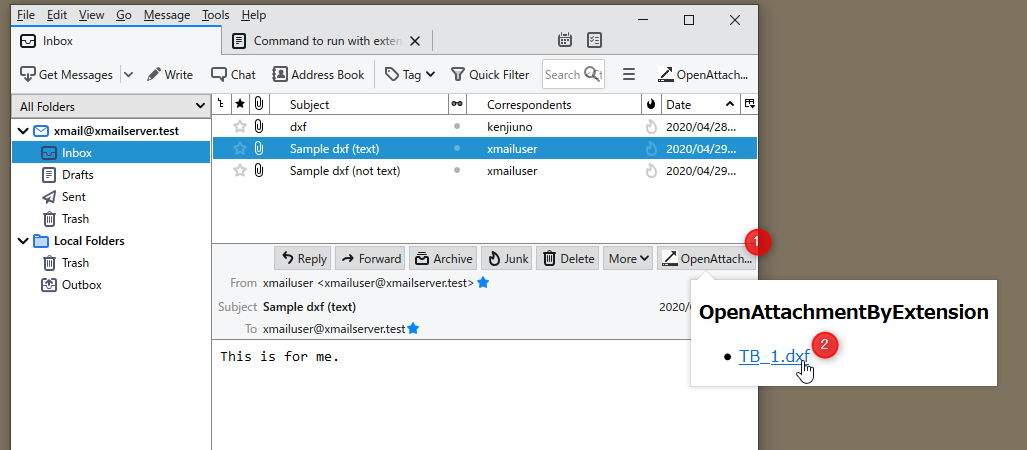 File Edit View Go Message Tools Help
Inbox Command to run with exten
Get Messages Write Chat Address Book Tag Quick Filter Search OpenAttach...
All Folders
Subject Correspondents Date
xmail@xmailserver.test
Inbox
Drafts
Sent
Trash
Local Folders
Trash
Outbox
dxf kenjiuno 2020/04/28...
Sample dxf (text) xmailuser 2020/04/29...
Sample dxf (not text) xmailuser 2020/04/29...
1
Reply Forward Archive Junk Delete More OpenAttach...
From xmailuser <xmailuser@xmailserver.test>
Subject Sample dxf (text) 2020/0
To xmailuser@xmailserver.test
This is for me.
OpenAttachmentByExtension
• TB_1.dxf 2